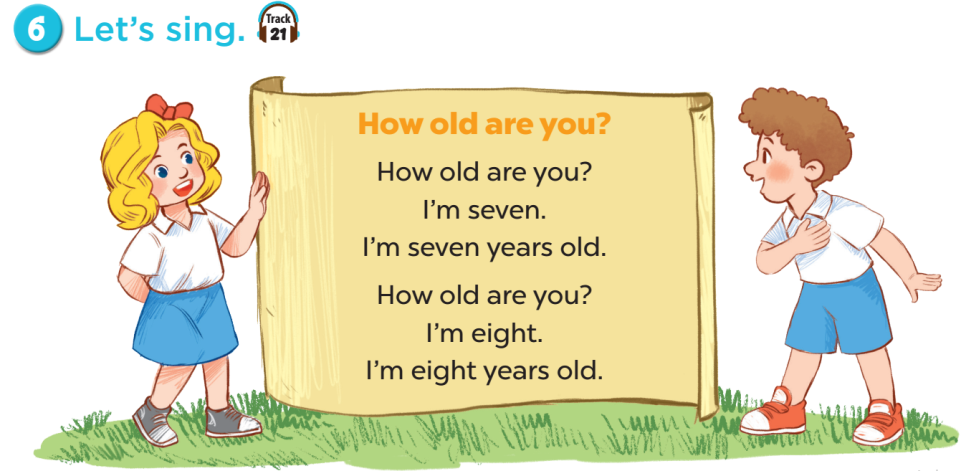 6 Let's sing. Track 21
How old are you?
How old are you?
I'm seven.
I'm seven years old.
How old are you?
I'm eight.
I'm eight years old.